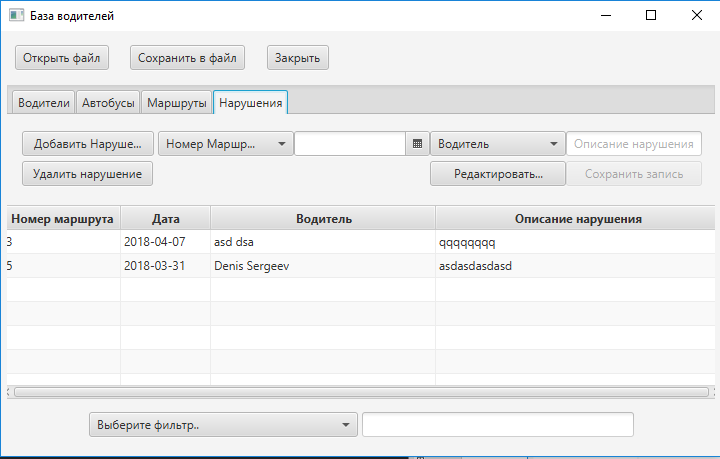 База водителей
Открыть файл Сохранить в файл Закрыть
Водители Автобусы Маршруты Нарушения
Добавить Наруше... Номер Маршр... Водитель Описание нарушения
Удалить нарушение Редактировать... Сохранить запись
Номер маршрута Дата Водитель Описание нарушения
3 2018-04-07 asd dsa qqqqqqqq
5 2018-03-31 Denis Sergeev asdasdasdasd
Выберите фильтр..